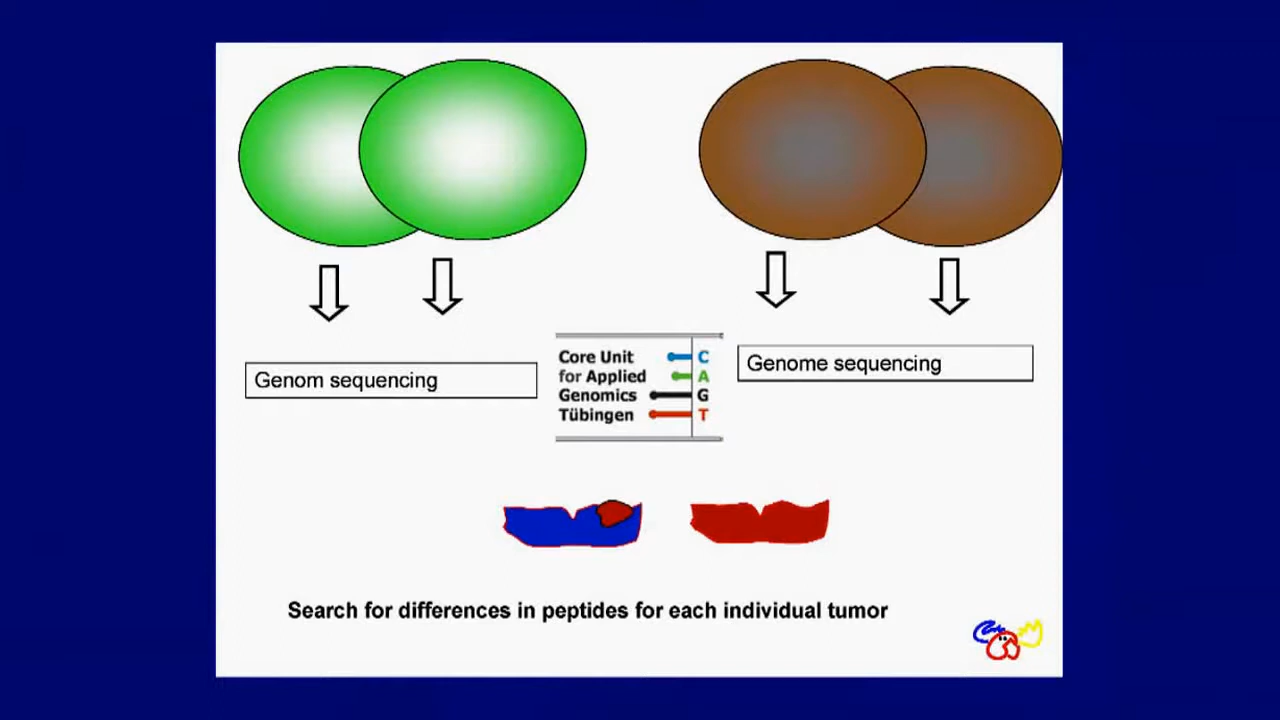 Genom sequencing
Core Unit C
for Applied A
Genomics G
Tübingen T
Genome sequencing
Search for differences in peptides for each individual tumor